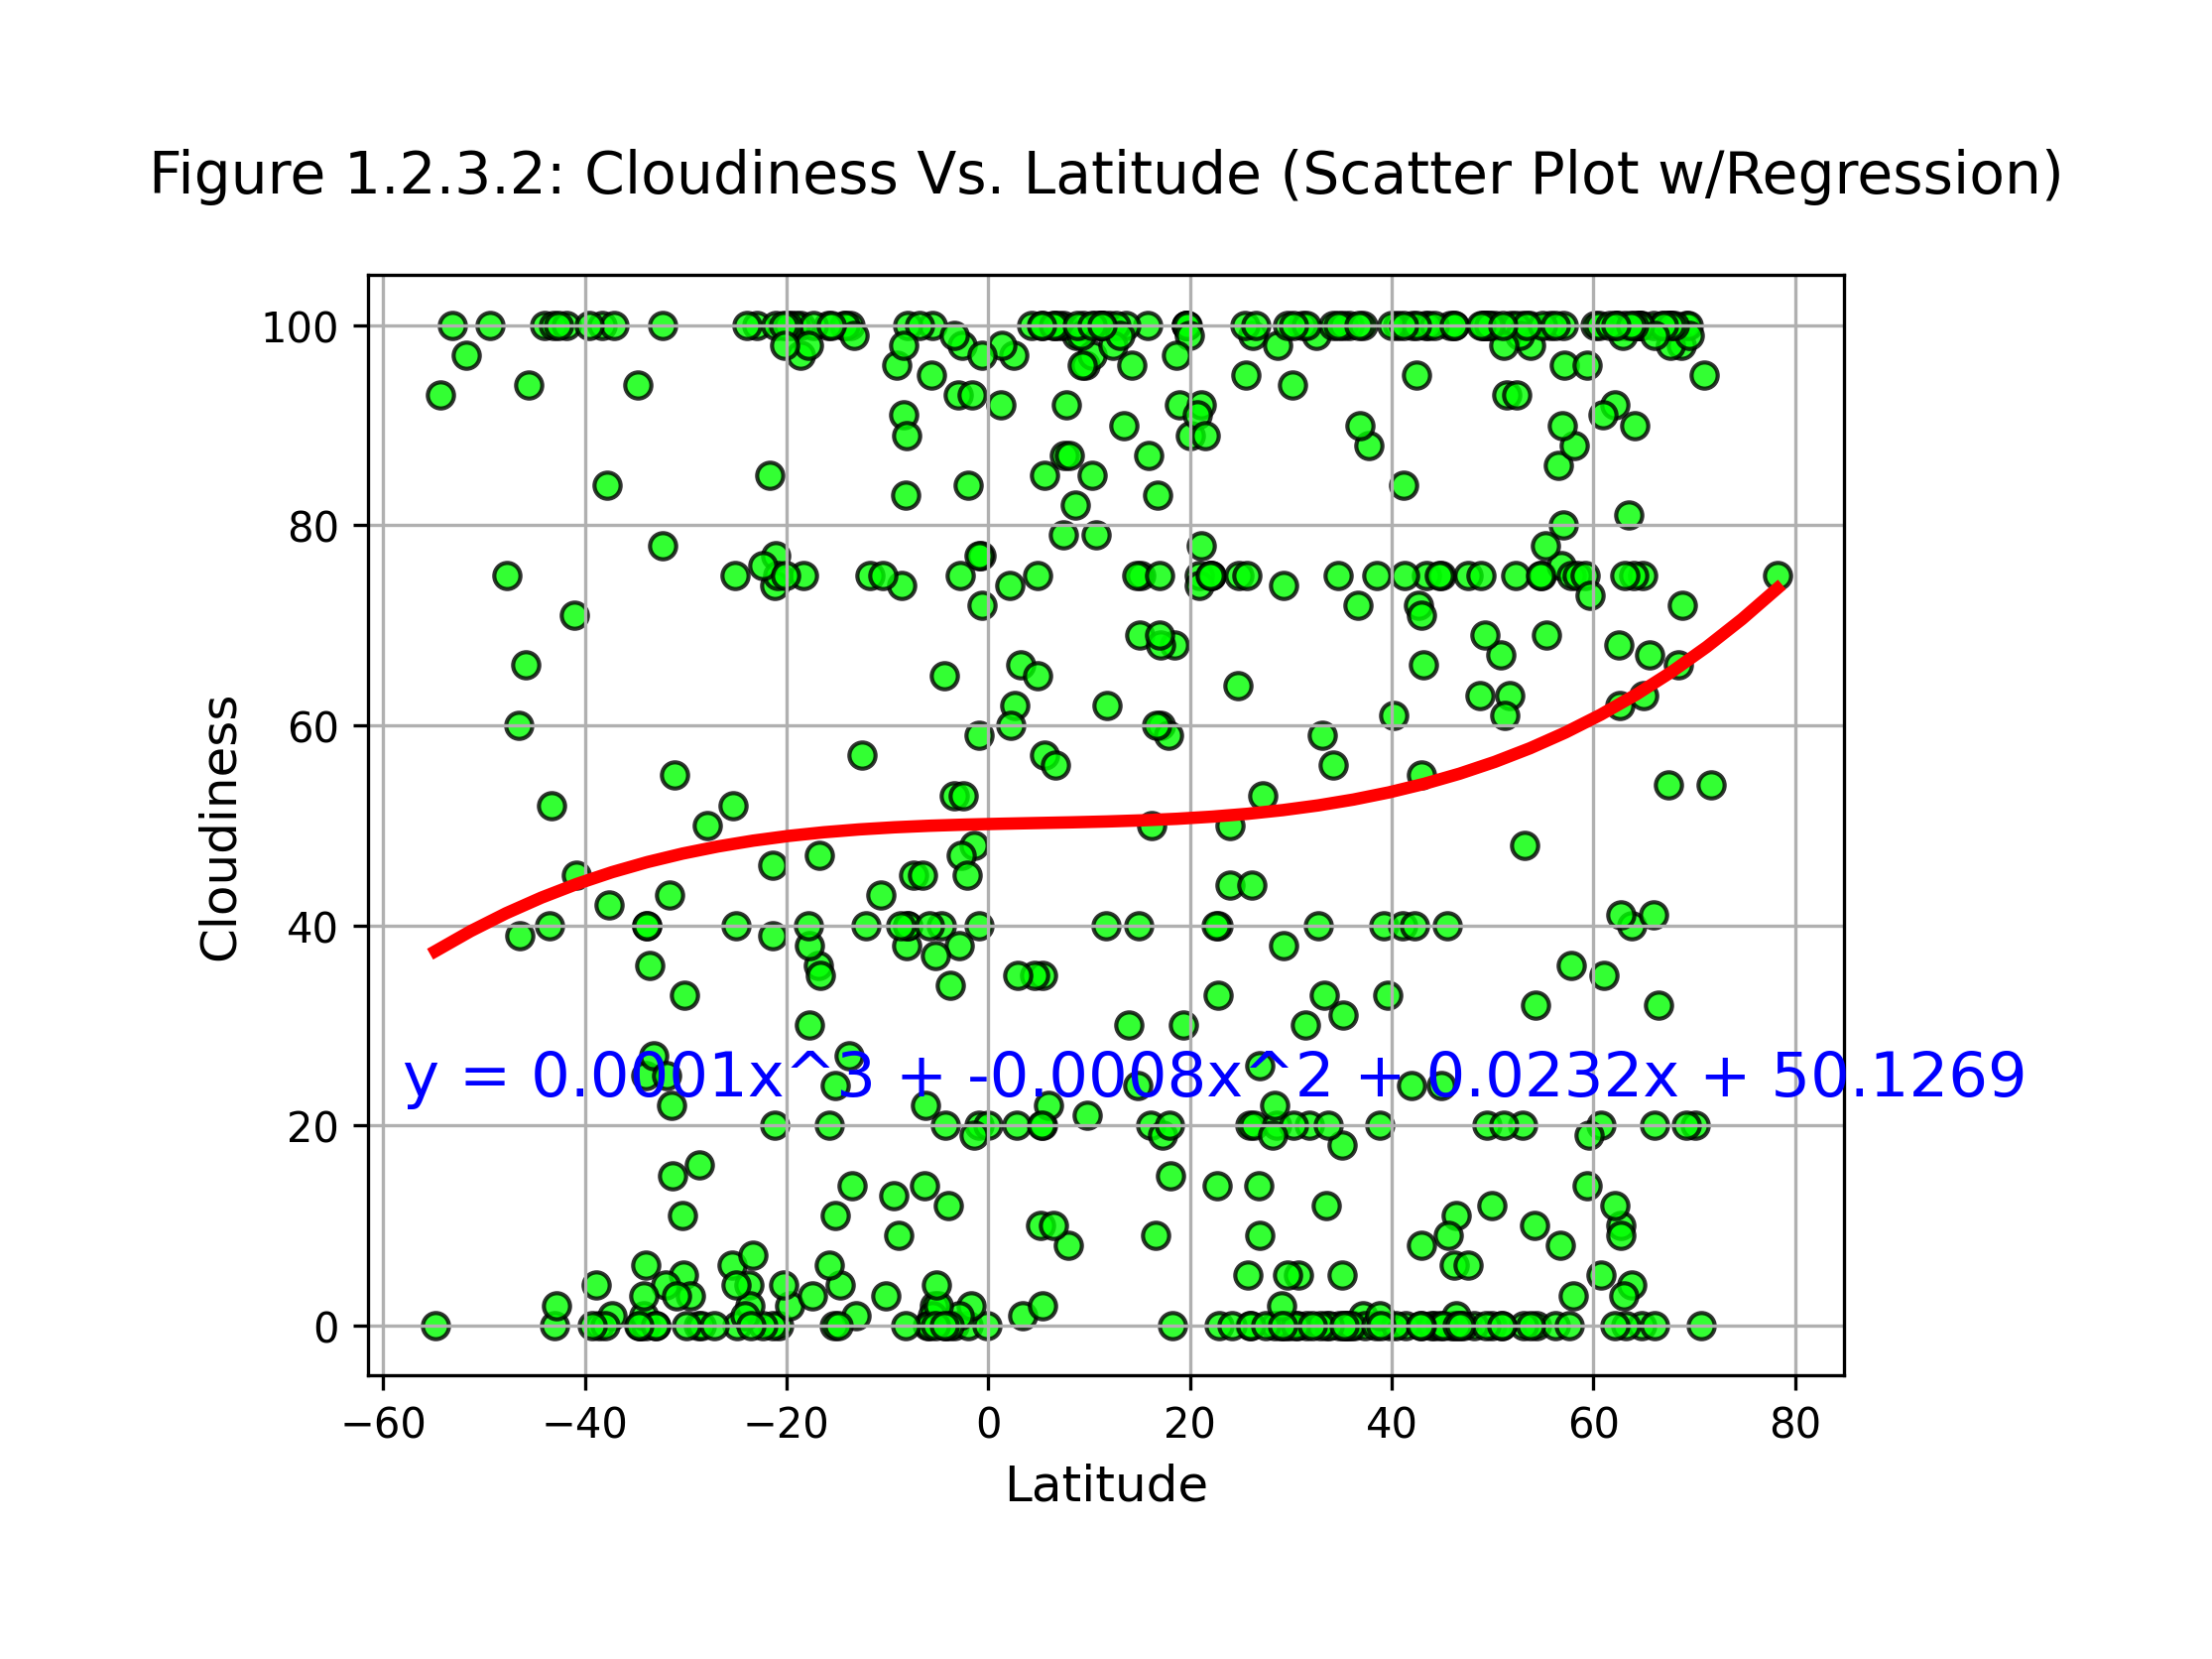 Figure 1.2.3.2: Cloudiness Vs. Latitude (Scatter Plot w/Regression)
100
80
60
40
20
0
Cloudiness
y = 0.0001x^3 + -0.0008x^2 + 0.0232x + 50.1269
−60 −40 −20 0 20 40 60 80
Latitude